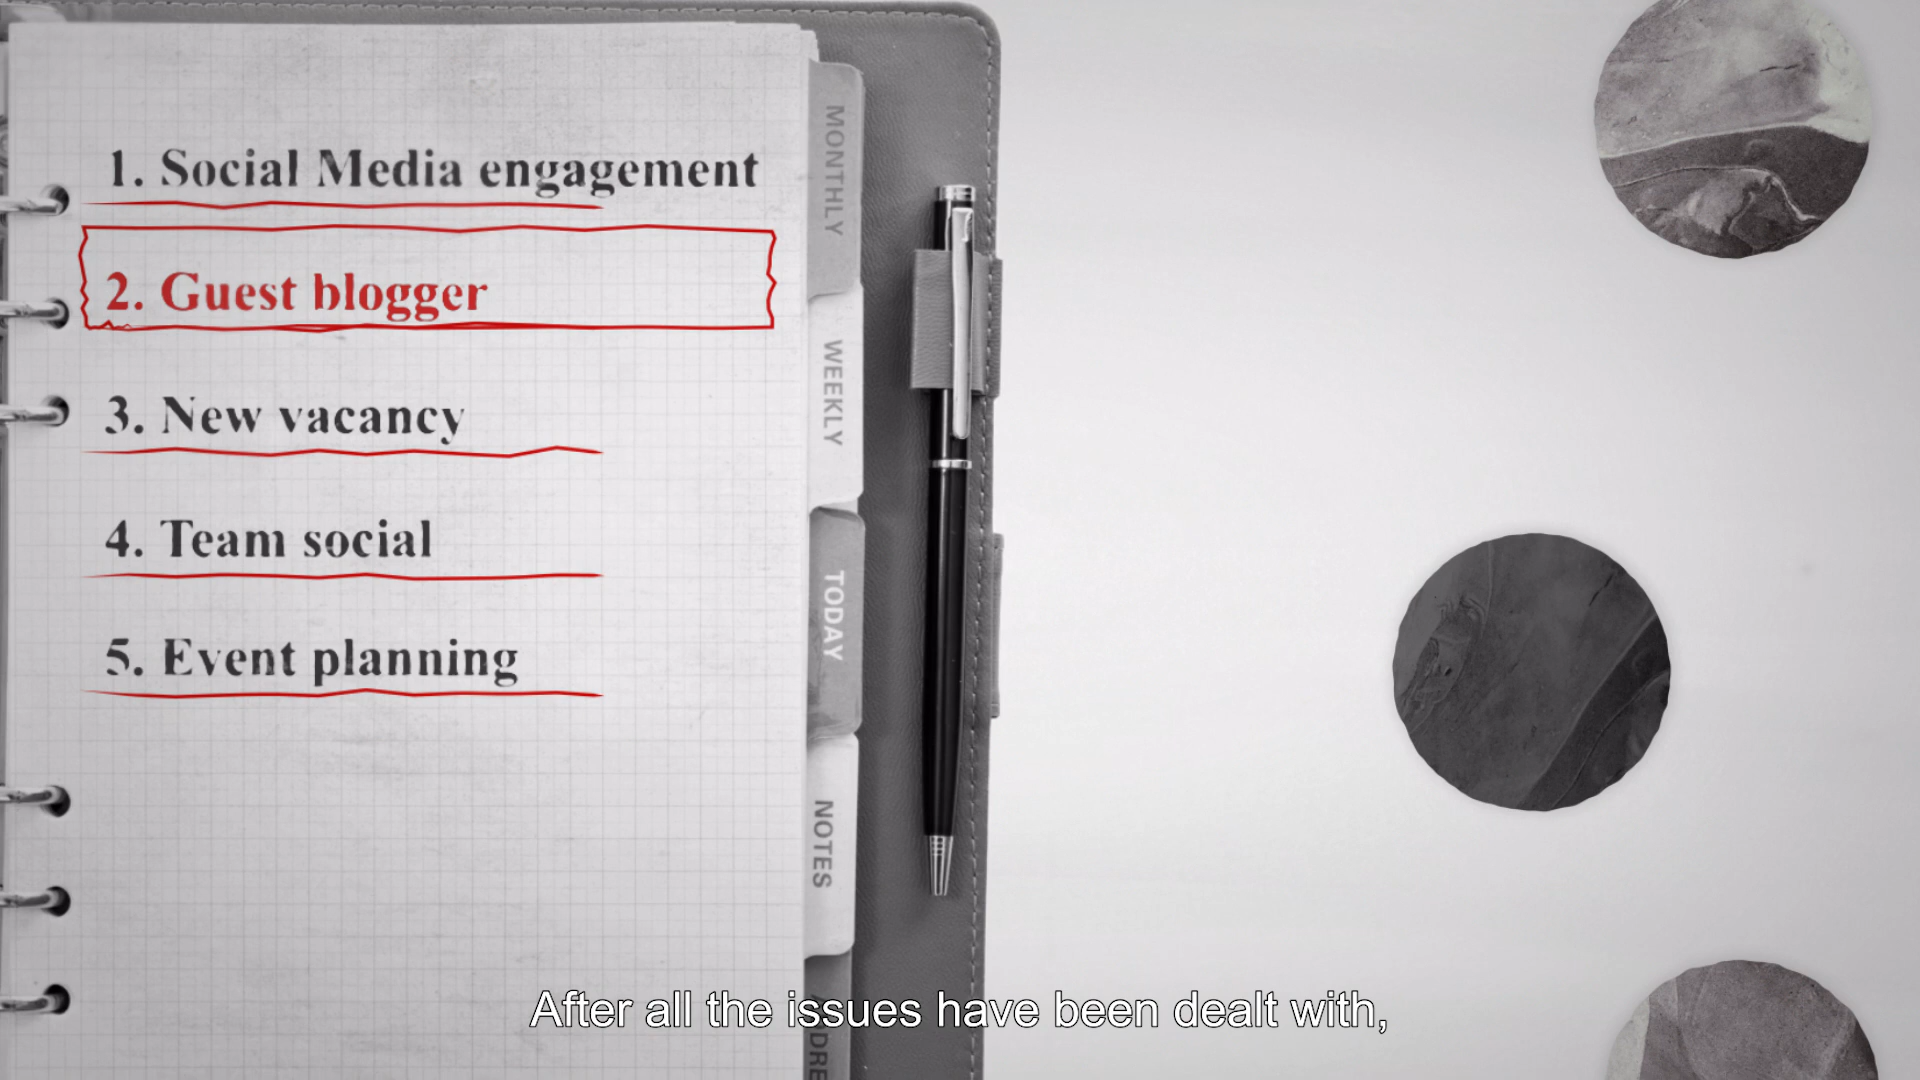 1. Social Media engagement
2. Guest blogger
3. New vacancy
4. Team social
5. Event planning
MONTHLY
WEEKLY
TODAY
NOTES
After all the issues have been dealt with,